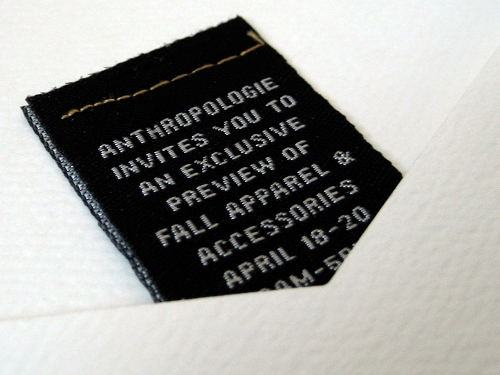 ANTHROPOLOGIE
INVITES YOU TO
AN EXCLUSIVE
PREVIEW OF
FALL APPAREL &
ACCESSORIES
APRIL 18-20